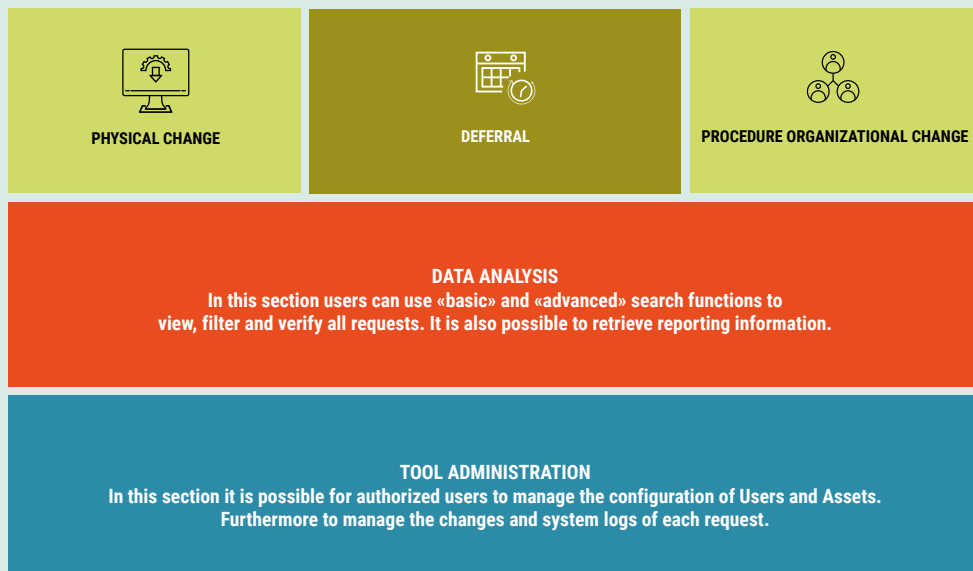 PHYSICAL CHANGE
DEFERRAL
PROCEDURE ORGANIZATIONAL CHANGE
DATA ANALYSIS
In this section users can use «basic» and «advanced» search functions to
view, filter and verify all requests. It is also possible to retrieve reporting information.
TOOL ADMINISTRATION
In this section it is possible for authorized users to manage the configuration of Users and Assets.
Furthermore to manage the changes and system logs of each request.